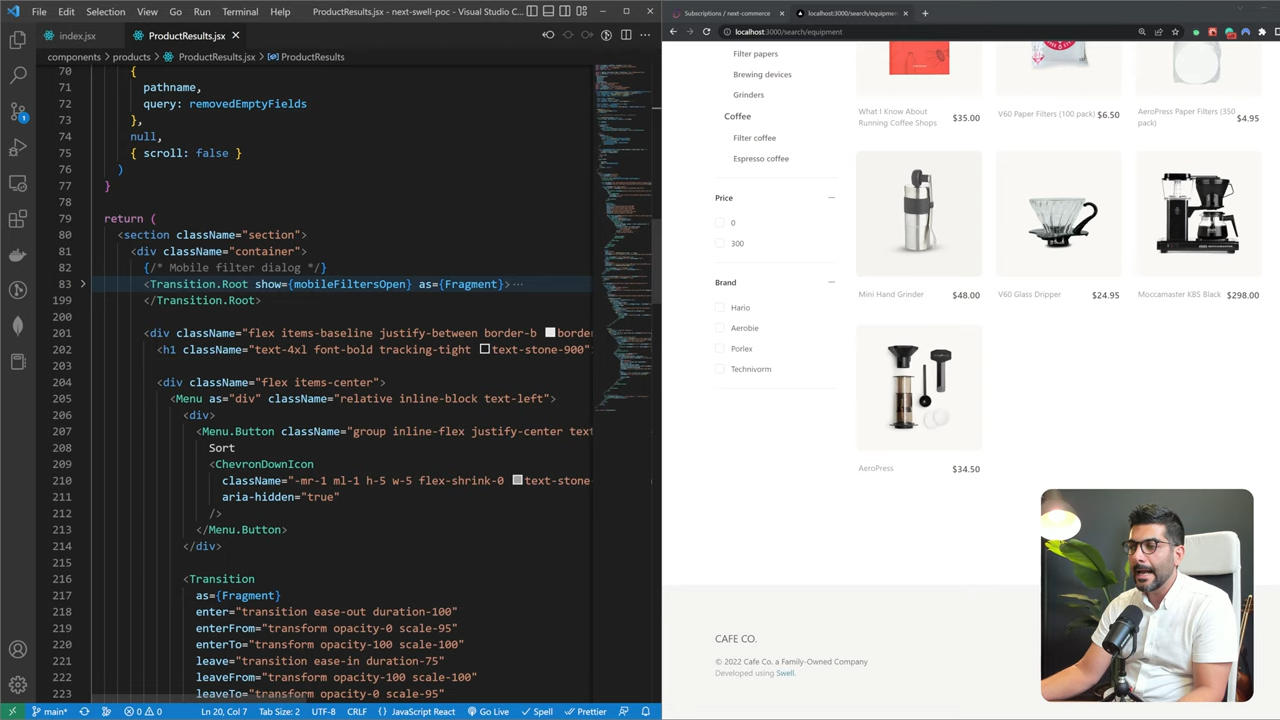 File Edit Selection View Go Run Terminal Help ProductResults.jsx - next-swell-page - Visual Studio C...
index.jsx ProductResults.jsx
components > products > ProductResults.jsx > ProductResults
71 {
72 pathname,
73 query: removedEmptyFields
},
74 null,
75 { scroll: false }
76 )
77 }
78
79 return (
80 <div className="section">
81 <div className="container">
82 {/* Mobile filter dialog */}
83 <Transition.Root show={mobileFiltersOpen} as={Fragment}>...
199 </Transition.Root>
200
201 <div className="flex items-baseline justify-between border-b
202 <h1 className="text-xl tracking-tight text-stone-900"
203
204 <div className="flex items-center">
205 <Menu as="div" className="relative inline-block text-left">
206 <div>
207 <Menu.Button className="group inline-flex justify-center text
208 Sort
209 <ChevronDownIcon
210 className="-mr-1 ml-1 h-5 w-5 flex-shrink-0 text-stone-
211 aria-hidden="true"
212 />
213 </Menu.Button>
214 </div>
215
216 <Transition
217 as={Fragment}
218 enter="transition ease-out duration-100"
219 enterFrom="transform opacity-0 scale-95"
220 enterTo="transform opacity-100 scale-100"
221 leave="transition ease-in duration-75"
222 leaveFrom="transform opacity-100 scale-100"
223 leaveTo="transform opacity-0 scale-95"
main* 0 0 Ln 20, Col 7 Tab Size: 2 UTF-8 CRLF JavaScript React Go Live Spell Prettier
Subscriptions / next-commerce localhost:3000/search/equipme
localhost:3000/search/equipment
Filter papers
Brewing devices
Grinders
Coffee
Filter coffee
Espresso coffee
Price
0
300
Brand
Hario
Aerobie
Porlex
Technivorm
What I Know About
Running Coffee Shops
$35.00
V60 Paper Filters (100 pack) $6.50
AeroPress Paper Filters (350
pack)
$4.95
Mini Hand Grinder $48.00
V60 Glass Dripper $24.95
Moccamaster KBS Black $298.00
AeroPress $34.50
CAFE CO.
© 2022 Cafe Co. a Family-Owned Company
Developed using Swell.